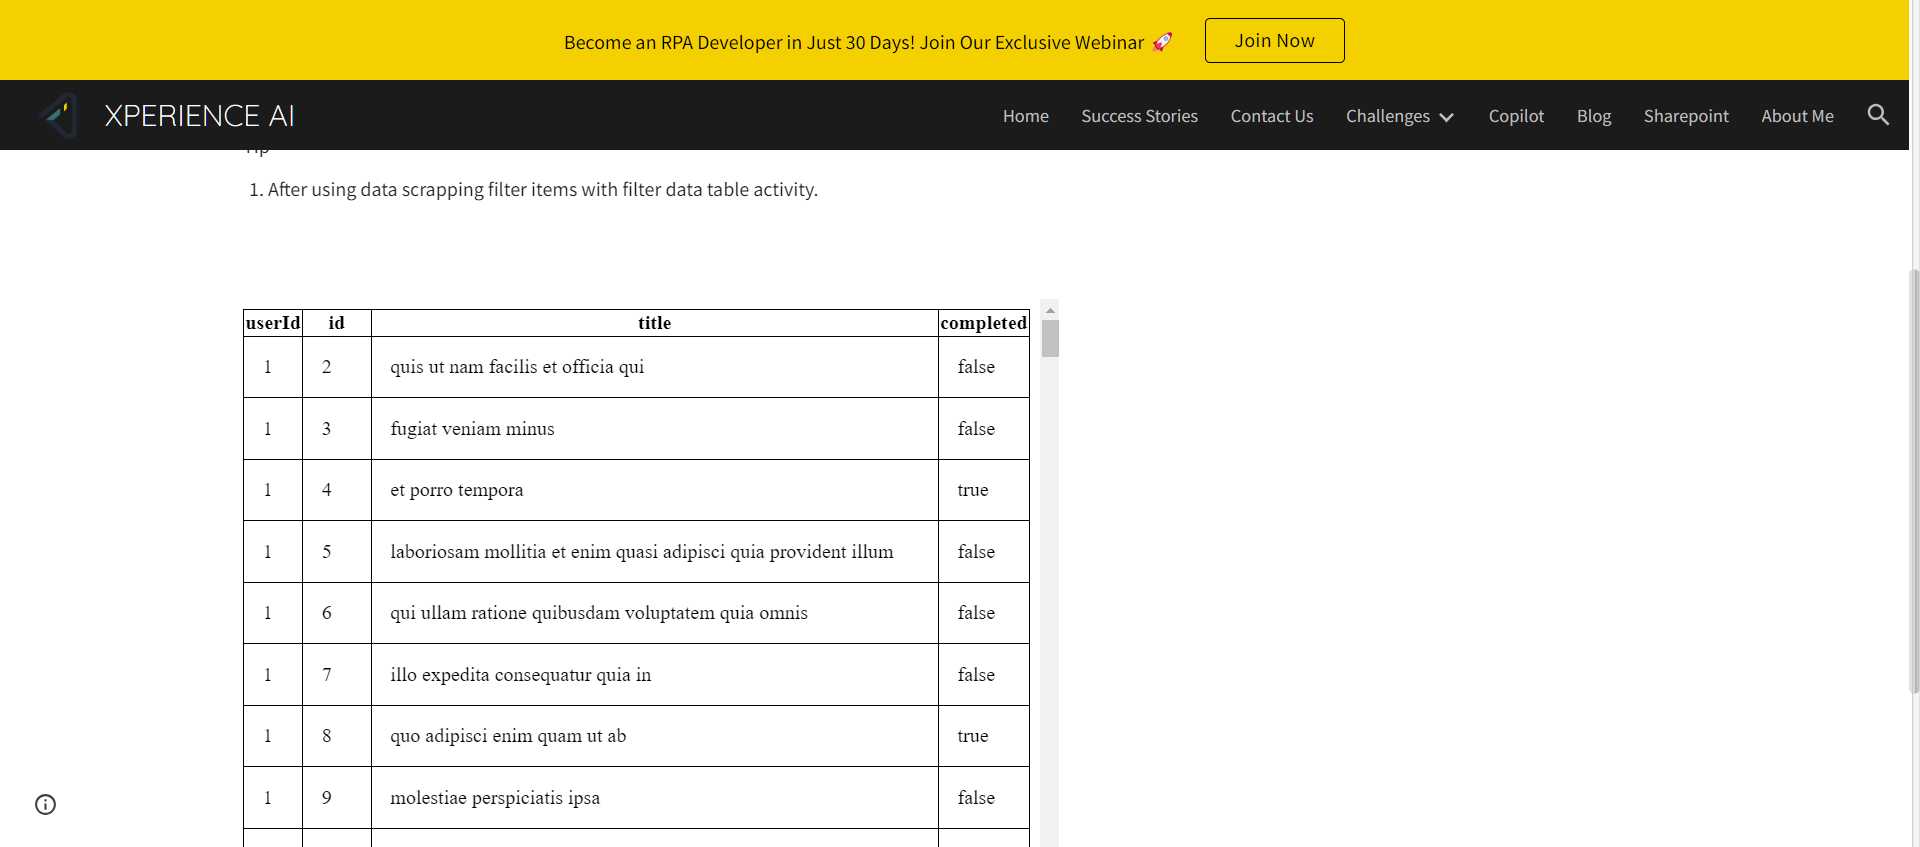 Become an RPA Developer in Just 30 Days! Join Our Exclusive Webinar 🚀 Join Now
XPERIENCE AI Home Success Stories Contact Us Challenges Copilot Blog Sharepoint About Me
1. After using data scrapping filter items with filter data table activity.
userId id title completed
1 2 quis ut nam facilis et officia qui false
1 3 fugiat veniam minus false
1 4 et porro tempora true
1 5 laboriosam mollitia et enim quasi adipisci quia provident illum false
1 6 qui ullam ratione quibusdam voluptatem quia omnis false
1 7 illo expedita consequatur quia in false
1 8 quo adipisci enim quam ut ab true
1 9 molestiae perspiciatis ipsa false